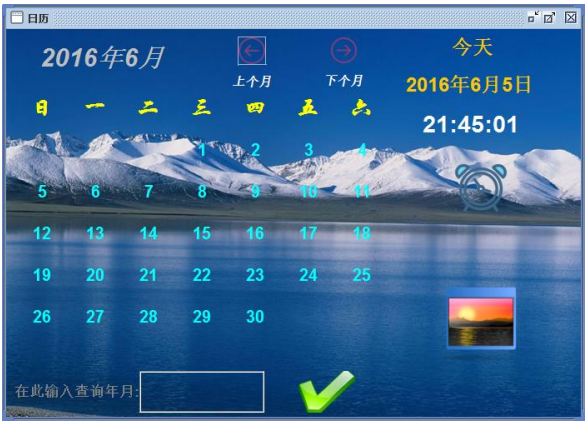 日历
2016年6月
上个月 下个月
今天
2016年6月5日
21:45:01
日 一 二 三 四 五 六
1 2 3 4
5 6 7 8 9 10 11
12 13 14 15 16 17 18
19 20 21 22 23 24 25
26 27 28 29 30
在此输入查询年月: